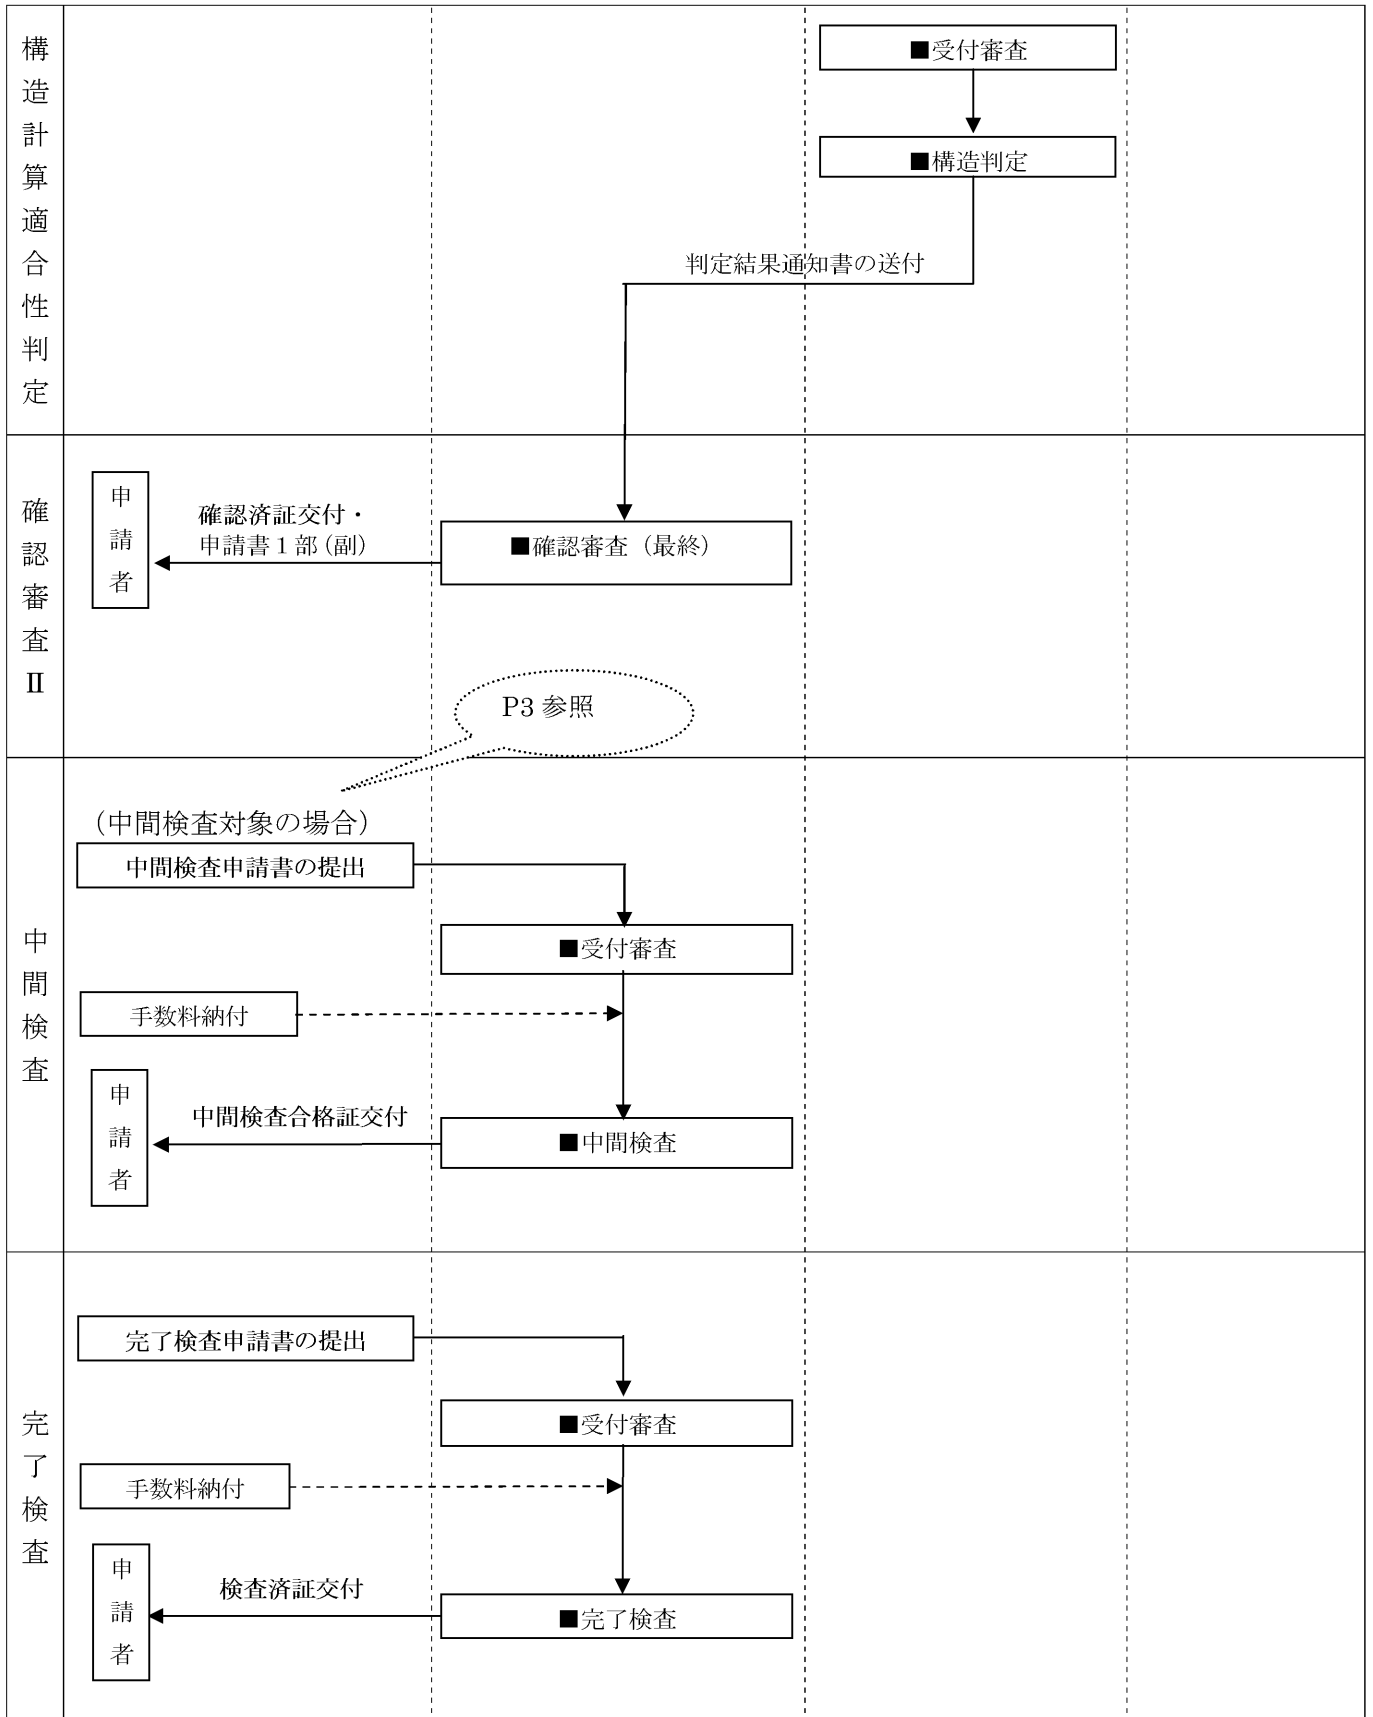 構造計算適合性判定
■受付審査
■構造判定
判定結果通知書の送付
確認審査Ⅱ
申請者
確認済証交付・
申請書１部（副）
■確認審査（最終）
P3 参照
中間検査
（中間検査対象の場合）
中間検査申請書の提出
■受付審査
手数料納付
申請者
中間検査合格証交付
■中間検査
完了検査
完了検査申請書の提出
■受付審査
手数料納付
申請者
検査済証交付
■完了検査